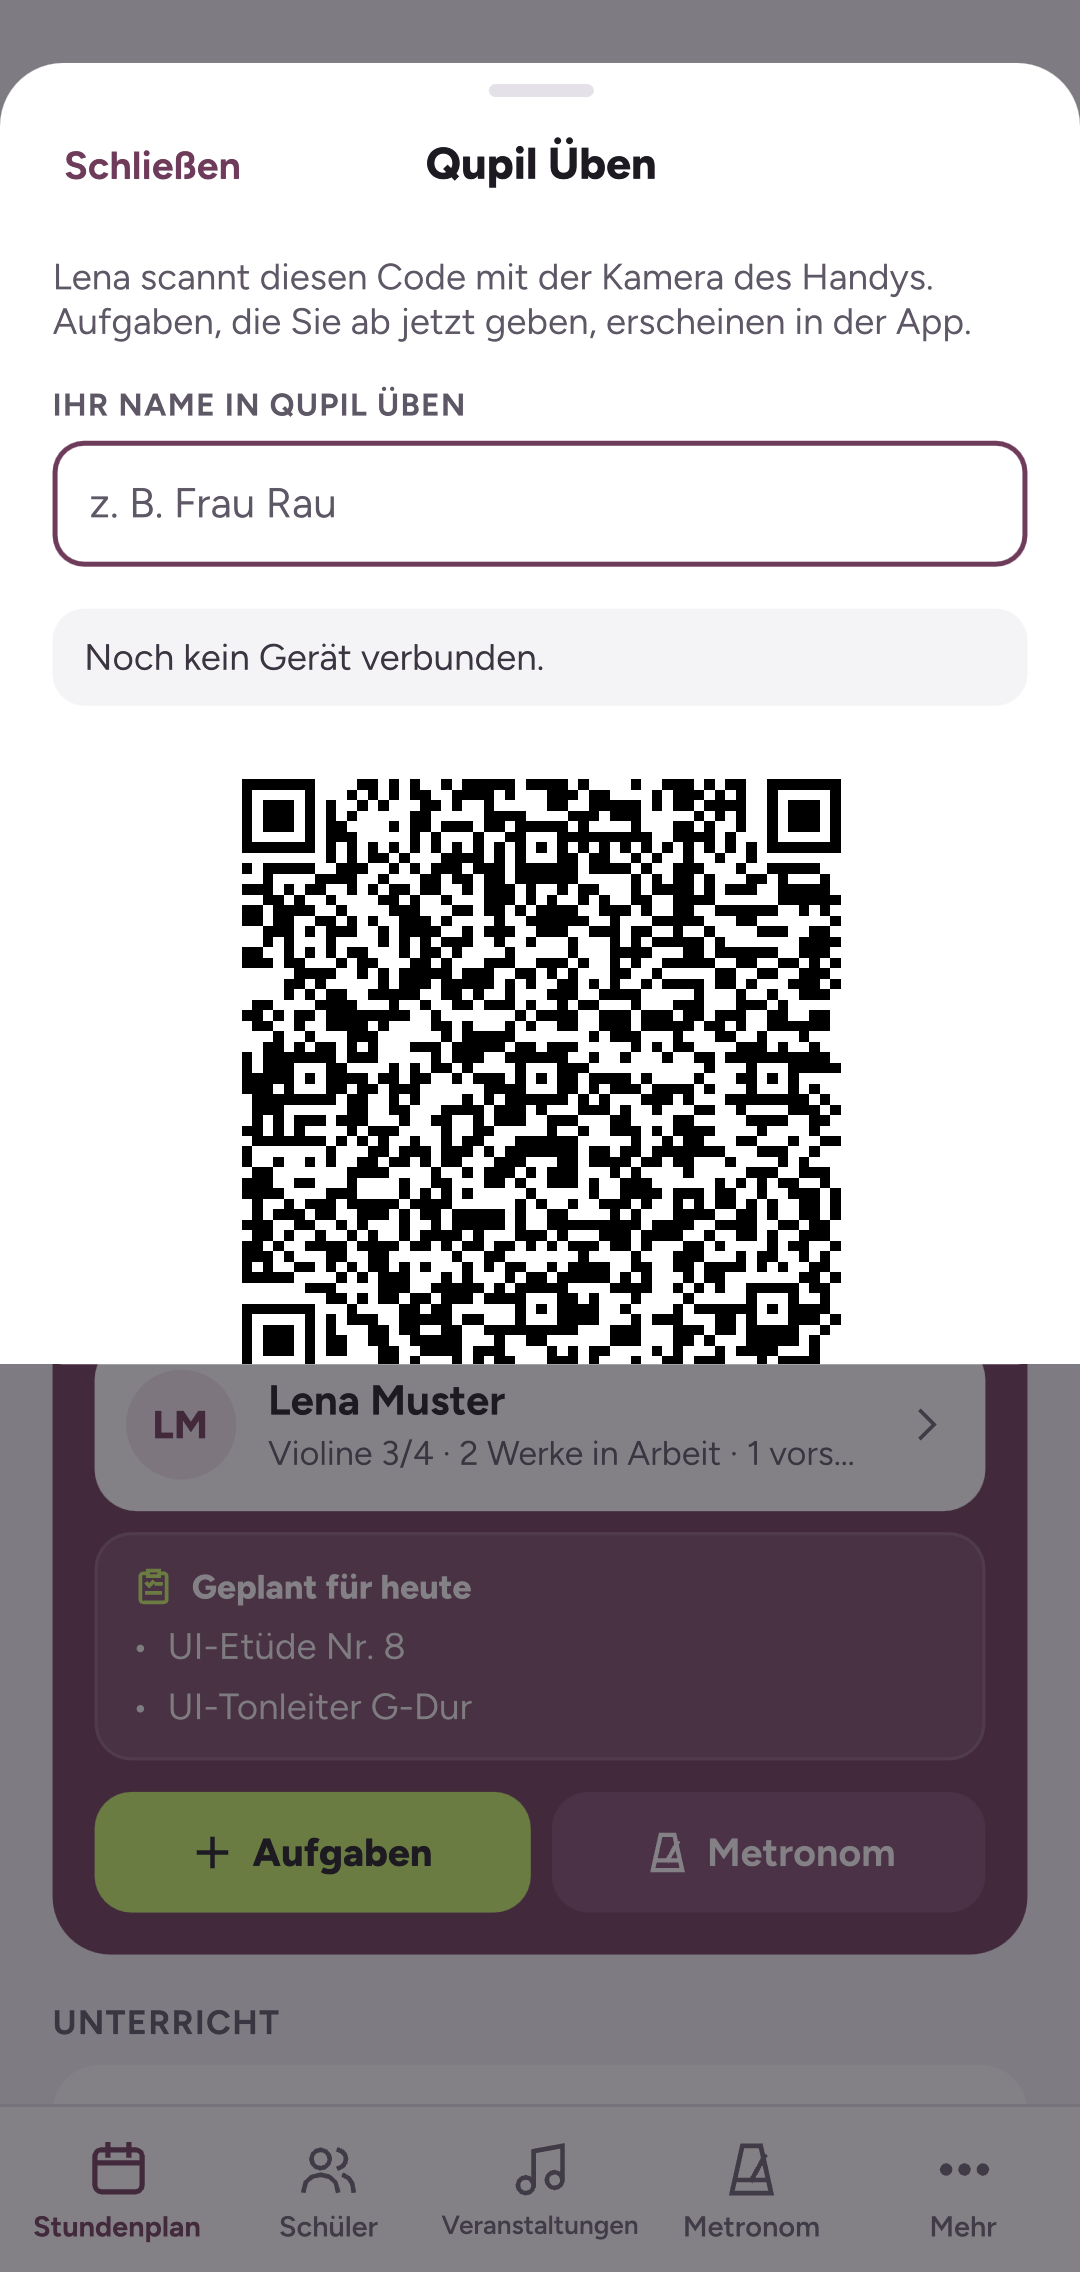 Schließen
Qupil Üben
Lena scannt diesen Code mit der Kamera des Handys.
Aufgaben, die Sie ab jetzt geben, erscheinen in der App.
IHR NAME IN QUPIL ÜBEN
z. B. Frau Rau
Noch kein Gerät verbunden.
LM
Lena Muster
Violine 3/4 · 2 Werke in Arbeit · 1 vors...
Geplant für heute
• UI-Etüde Nr. 8
• UI-Tonleiter G-Dur
+ Aufgaben
Metronom
UNTERRICHT
Stundenplan
Schüler
Veranstaltungen
Metronom
Mehr